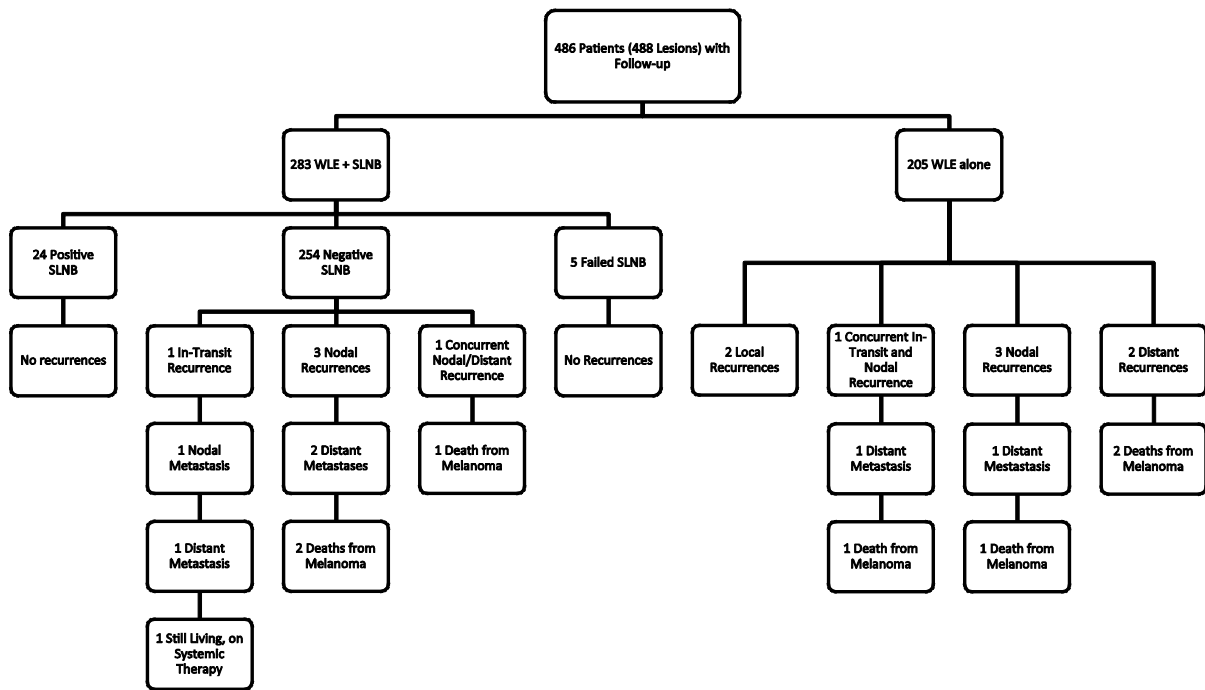 486 Patients (488 Lesions) with
Follow-up
283 WLE + SLNB
205 WLE alone
24 Positive
SLNB
254 Negative
SLNB
5 Failed SLNB
No recurrences
1 In-Transit
Recurrence
3 Nodal
Recurrences
1 Concurrent
Nodal/Distant
Recurrence
No Recurrences
2 Local
Recurrences
1 Concurrent In-
Transit and
Nodal
Recurrence
3 Nodal
Recurrences
2 Distant
Recurrences
1 Nodal
Metastasis
2 Distant
Metastases
1 Death from
Melanoma
1 Distant
Metastasis
1 Distant
Mestastasis
2 Deaths from
Melanoma
1 Distant
Metastasis
2 Deaths from
Melanoma
1 Death from
Melanoma
1 Death from
Melanoma
1 Still Living, on
Systemic
Therapy